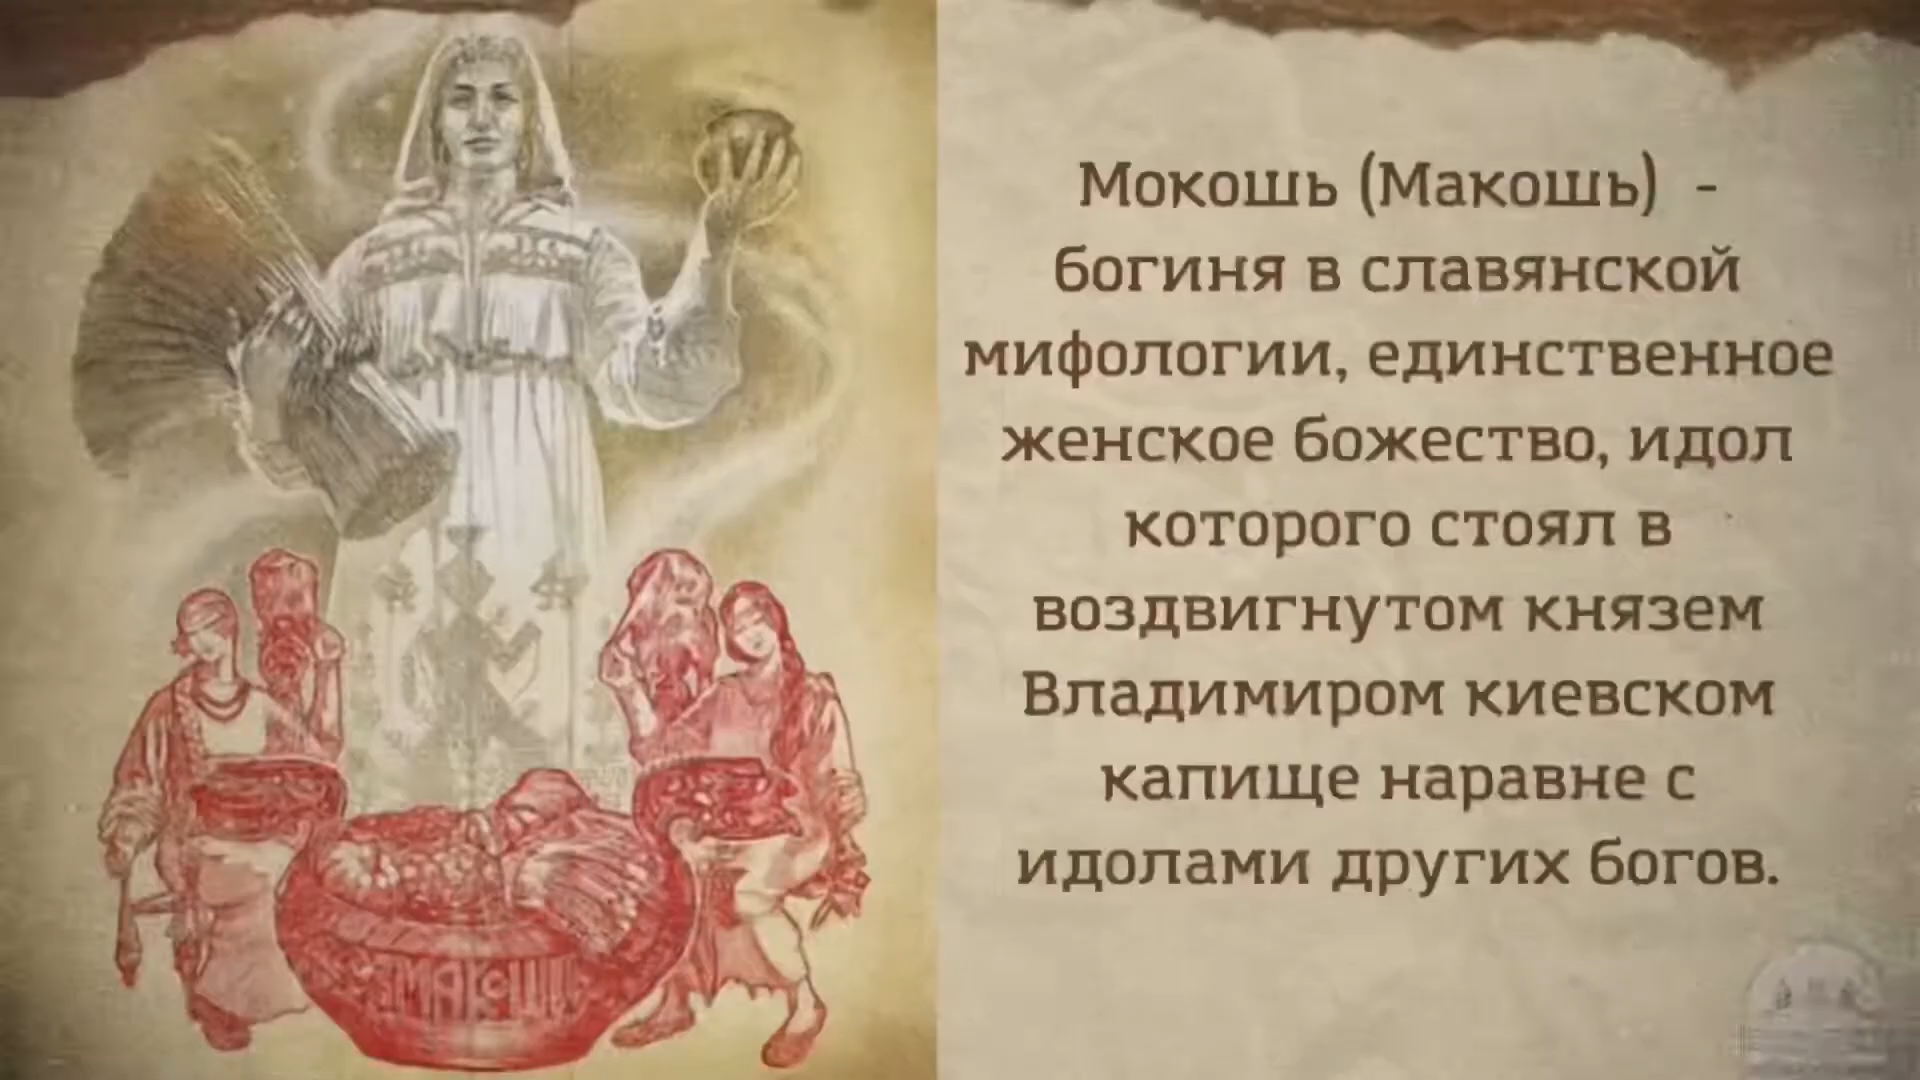 Мокошь (Макошь) -
богиня в славянской
мифологии, единственное
женское божество, идол
которого стоял в
воздвигнутом князем
Владимиром киевском
капище наравне с
идолами других богов.